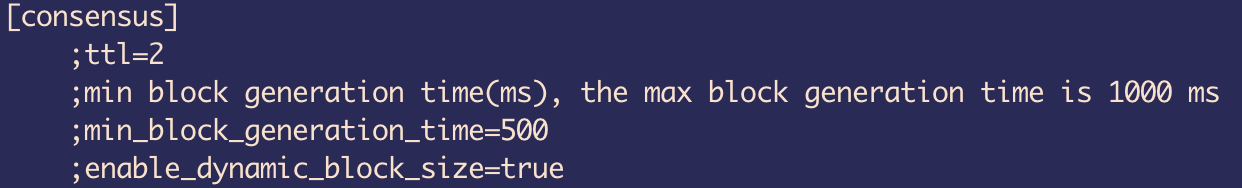 [consensus]
;ttl=2
;min block generation time(ms), the max block generation time is 1000 ms
;min_block_generation_time=500
;enable_dynamic_block_size=true